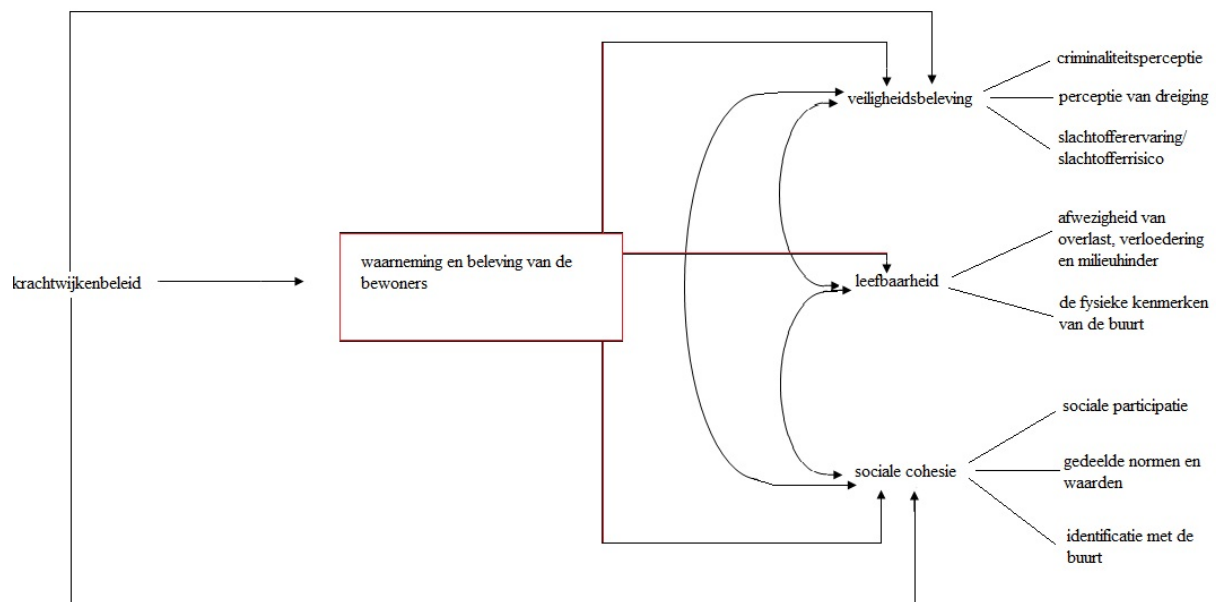 krachtwijkenbeleid
waarneming en beleving van de
bewoners
veiligheidsbeleving
criminaliteitsperceptie
perceptie van dreiging
slachtofferervaring/
slachtofferrisico
leefbaarheid
afwezigheid van
overlast, verloedering
en milieuhinder
de fysieke kenmerken
van de buurt
sociale cohesie
sociale participatie
gedeelde normen en
waarden
identificatie met de
buurt